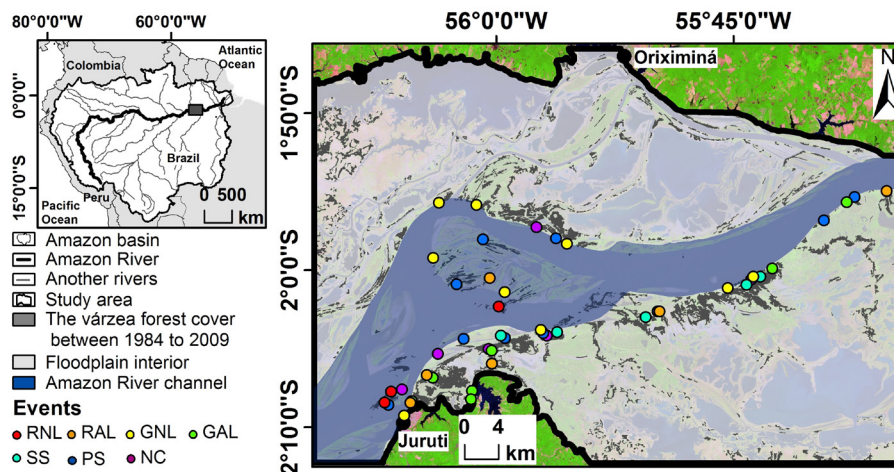 80°0'0"W
60°0'0"W
Colombia
Atlantic
Ocean
0°0'0"
15°0'0"S
Brazil
Peru
Pacific
Ocean
0 500
km
Amazon basin
Amazon River
Another rivers
Study area
The várzea forest cover
between 1984 to 2009
Floodplain interior
Amazon River channel
Events
RNL RAL GNL GAL
SS PS NC
56°0'0"W
55°45'0"W
Oriximiná
N
1°50'0"S
2°0'0"S
2°10'0"S
Juruti
0 4
km